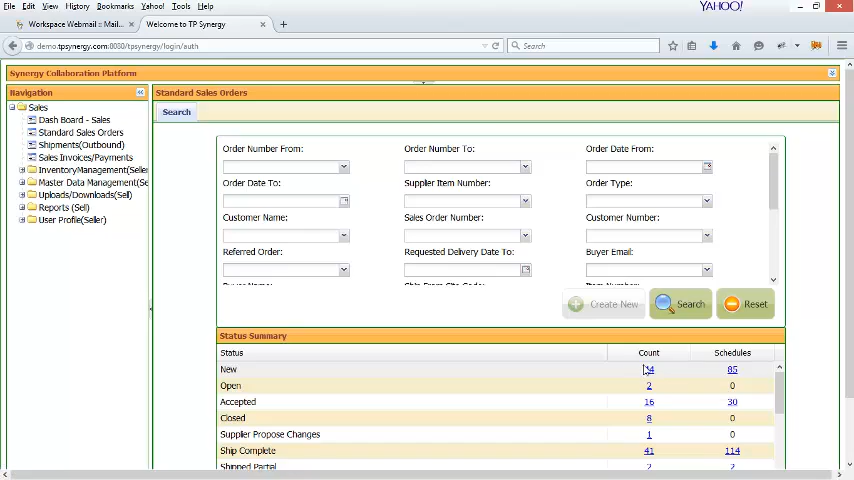 File Edit View History Bookmarks Yahoo! Tools Help YAHOO!
Workspace Webmail :: Mail... × Welcome to TP Synergy × +
demo.tpsynergy.com:8080/tpsynergy/login/auth Search
Synergy Collaboration Platform
Navigation
Sales
Dash Board - Sales
Standard Sales Orders
Shipments(Outbound)
Sales Invoices/Payments
InventoryManagement(Seller
Master Data Management(Se
Uploads/Downloads(Sell)
Reports (Sell)
User Profile(Seller)
Standard Sales Orders
Search
Order Number From: Order Number To: Order Date From:
Order Date To: Supplier Item Number: Order Type:
Customer Name: Sales Order Number: Customer Number:
Referred Order: Requested Delivery Date To: Buyer Email:
Create New Search Reset
Status Summary
Status Count Schedules
New 85
Open 2 0
Accepted 16 30
Closed 8 0
Supplier Propose Changes 1 0
Ship Complete 41 114
Shipped Partial 2 2